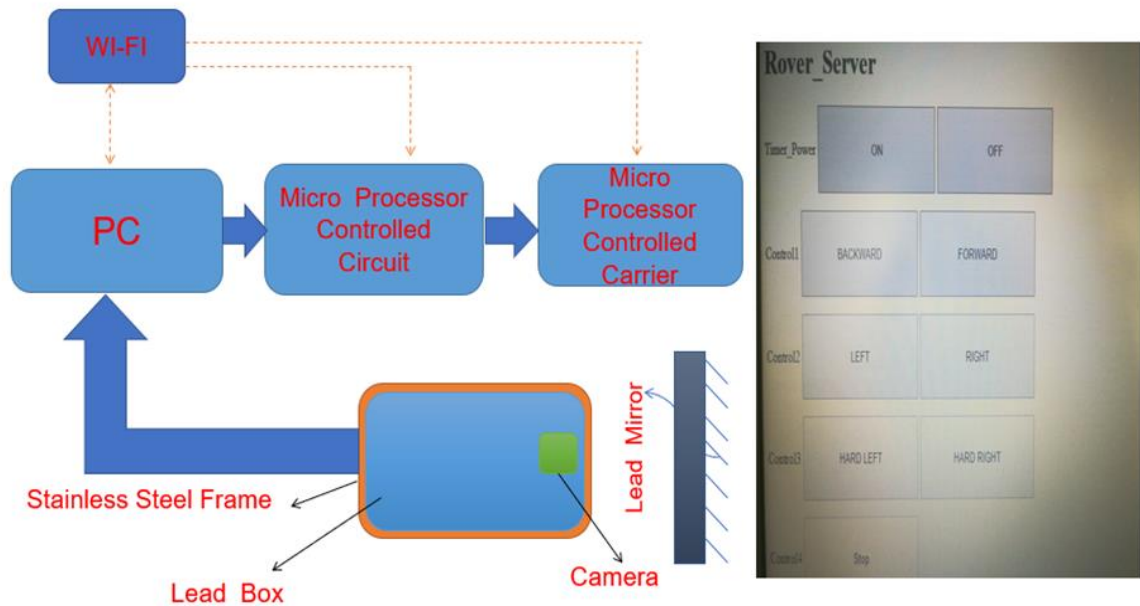 WI-FI
PC
Micro Processor
Controlled
Circuit
Micro
Processor
Controlled
Carrier
Stainless Steel Frame
Lead Box
Camera
Lead Mirror
Rover_Server
Timer_Power ON OFF
Control1 BACKWARD FORWARD
Control2 LEFT RIGHT
Control3 HARD LEFT HARD RIGHT
Control4 Stop